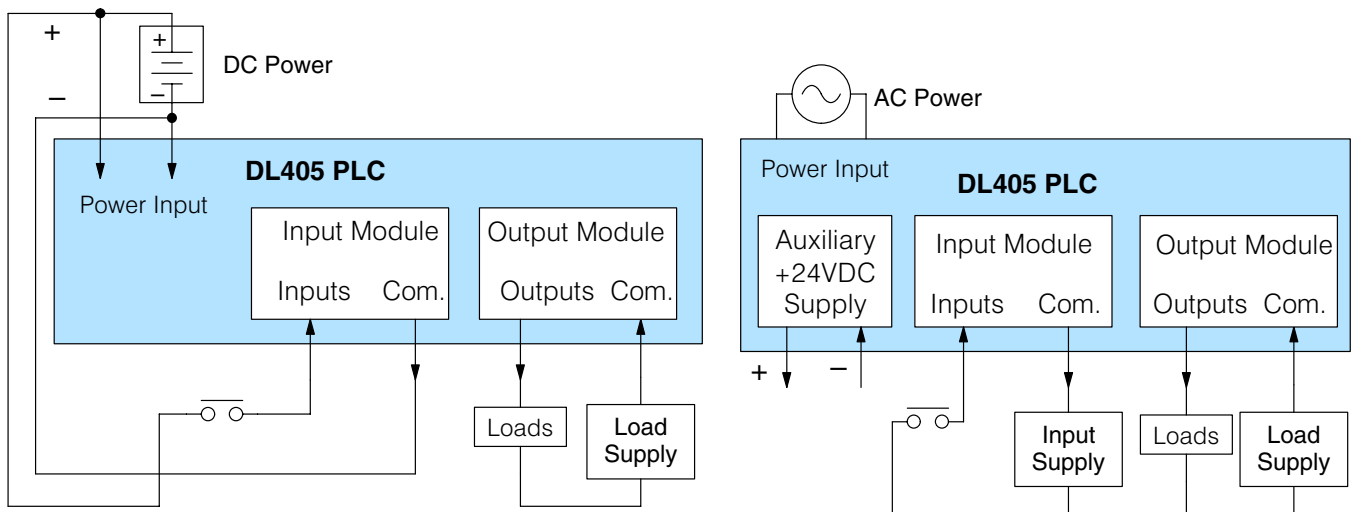 +
+
DC Power
−
−
DL405 PLC
Power Input
Input Module
Inputs Com.
Output Module
Outputs Com.
Loads
Load
Supply
AC Power
Power Input
DL405 PLC
Auxiliary
+24VDC
Supply
Input Module
Inputs Com.
Output Module
Outputs Com.
+
−
Input
Supply
Loads
Load
Supply